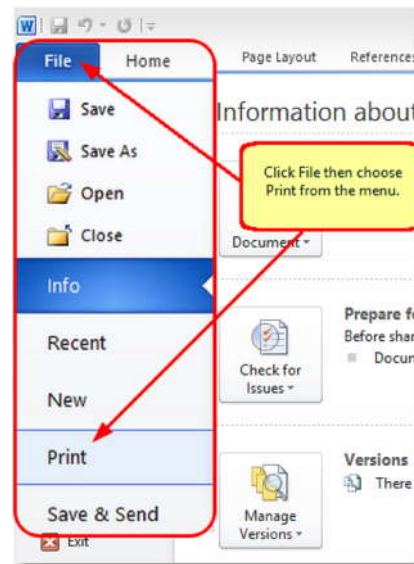 W
File Home Page Layout References
Save
Save As
Open
Close
Info
Recent
New
Print
Save & Send
Exit
Information about
Click File then choose
Print from the menu.
Document
Check for
Issues
Before shar
Docum
Prepare fo
Manage
Versions
Versions
There